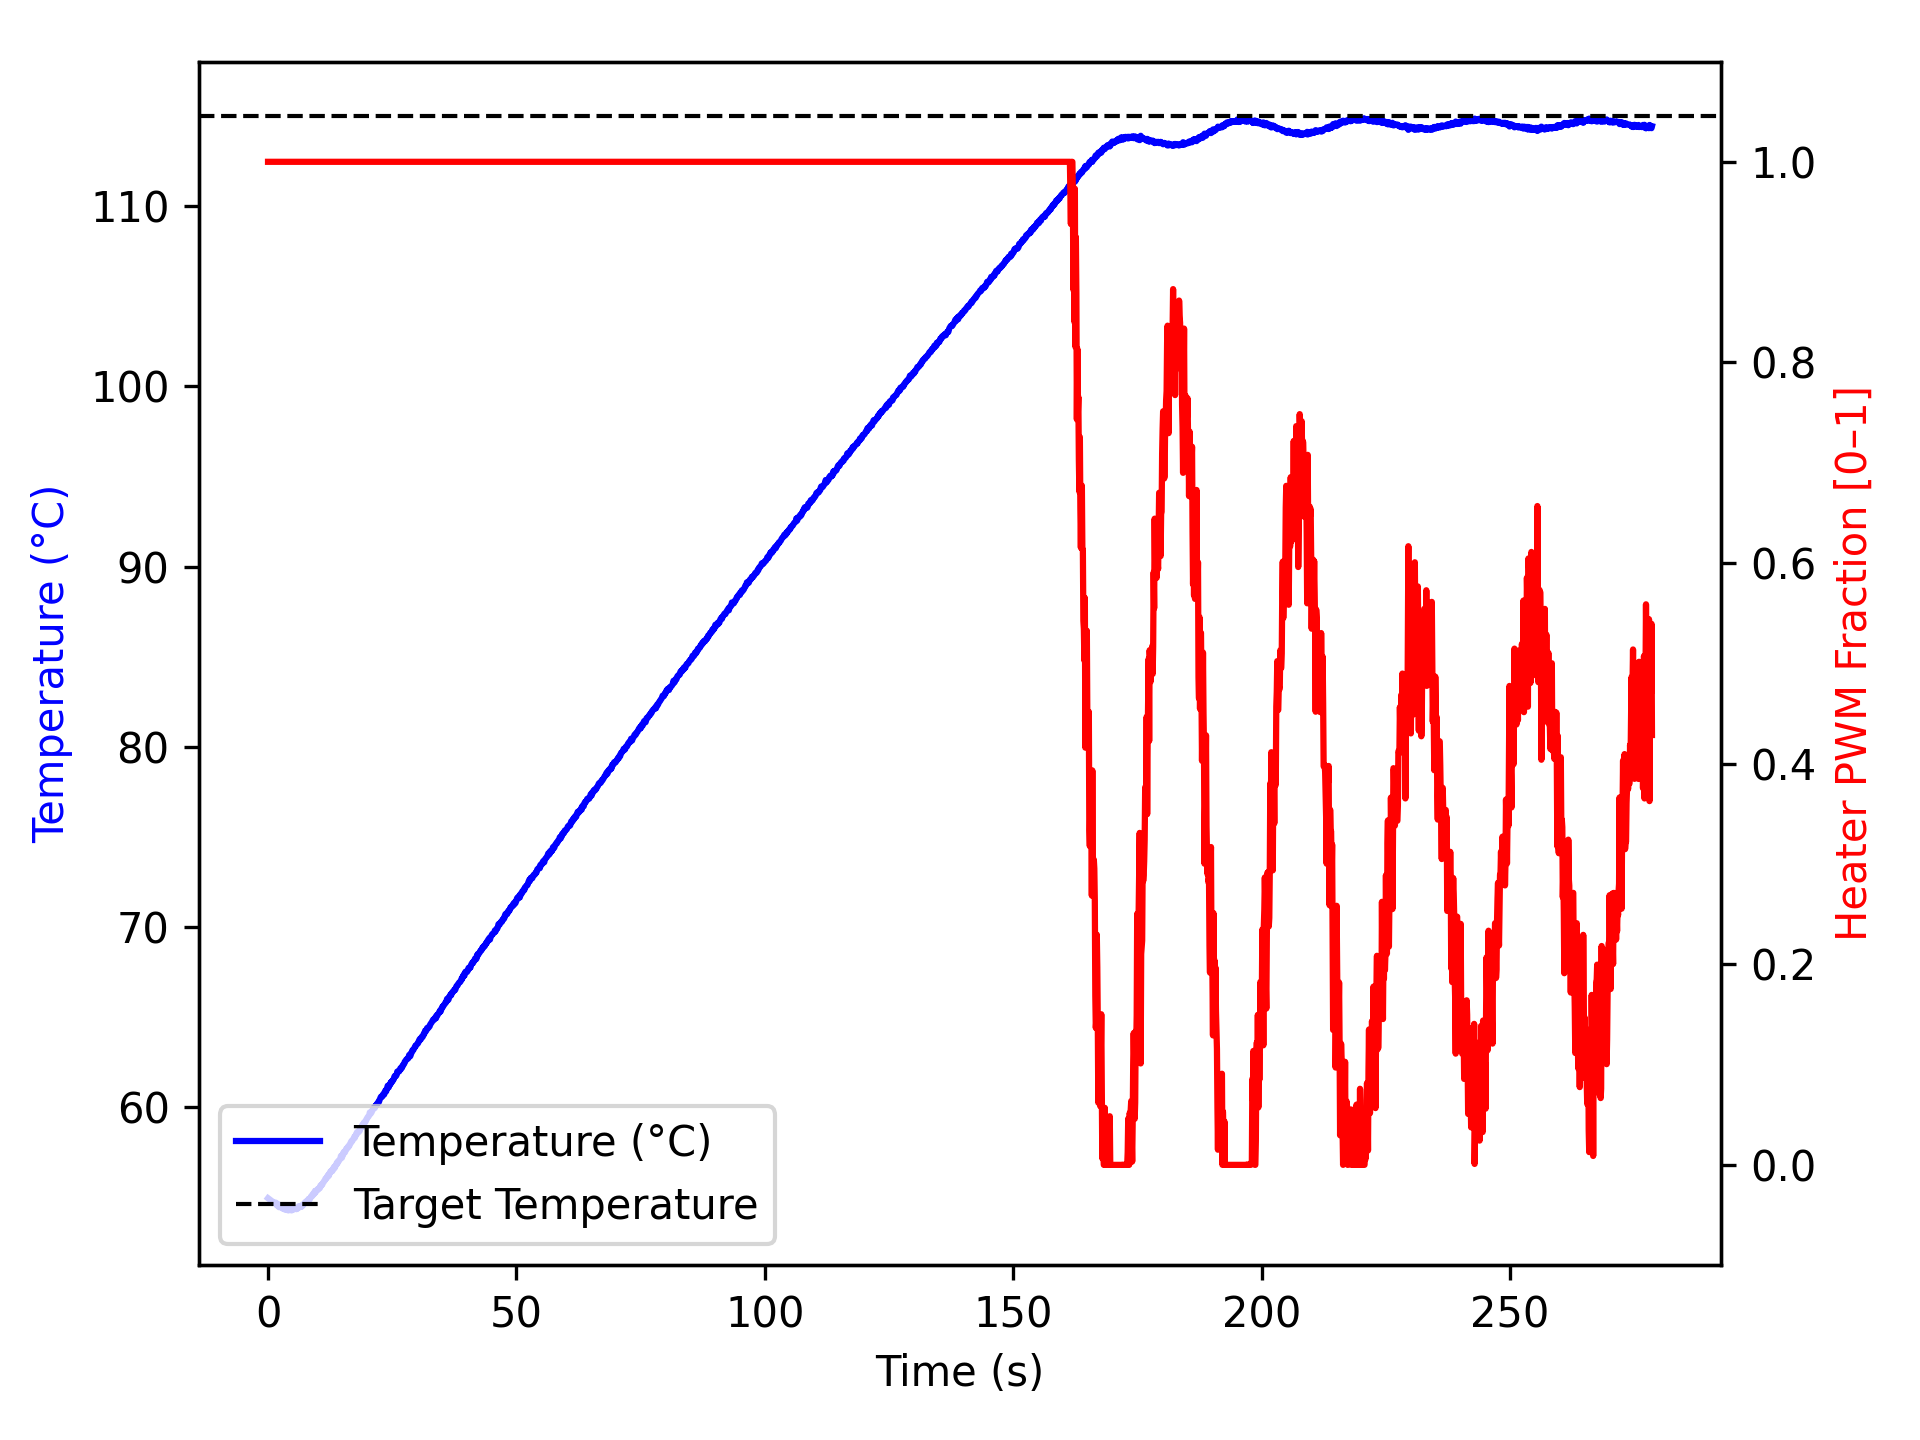 110
100
90
80
70
60
Temperature (°C)
1.0
0.8
0.6
0.4
0.2
0.0
Heater PWM Fraction [0–1]
Temperature (°C)
Target Temperature
0 50 100 150 200 250
Time (s)